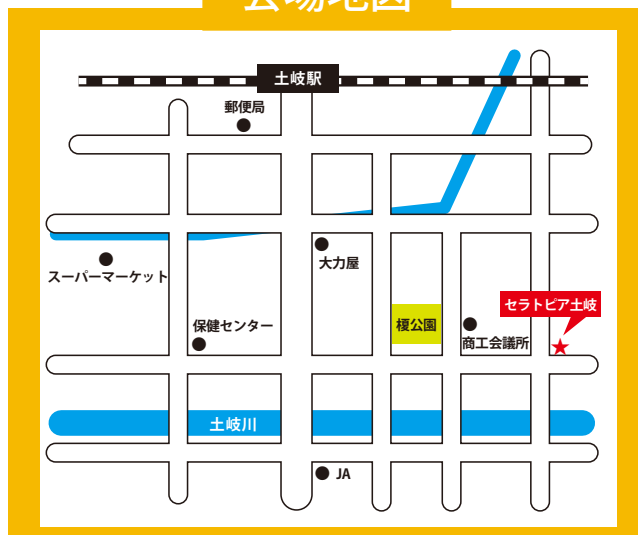 会場地図
土岐駅
郵便局
大力屋
スーパーマーケット
セラトピア土岐
保健センター
榎公園
商工会議所
土岐川
JA